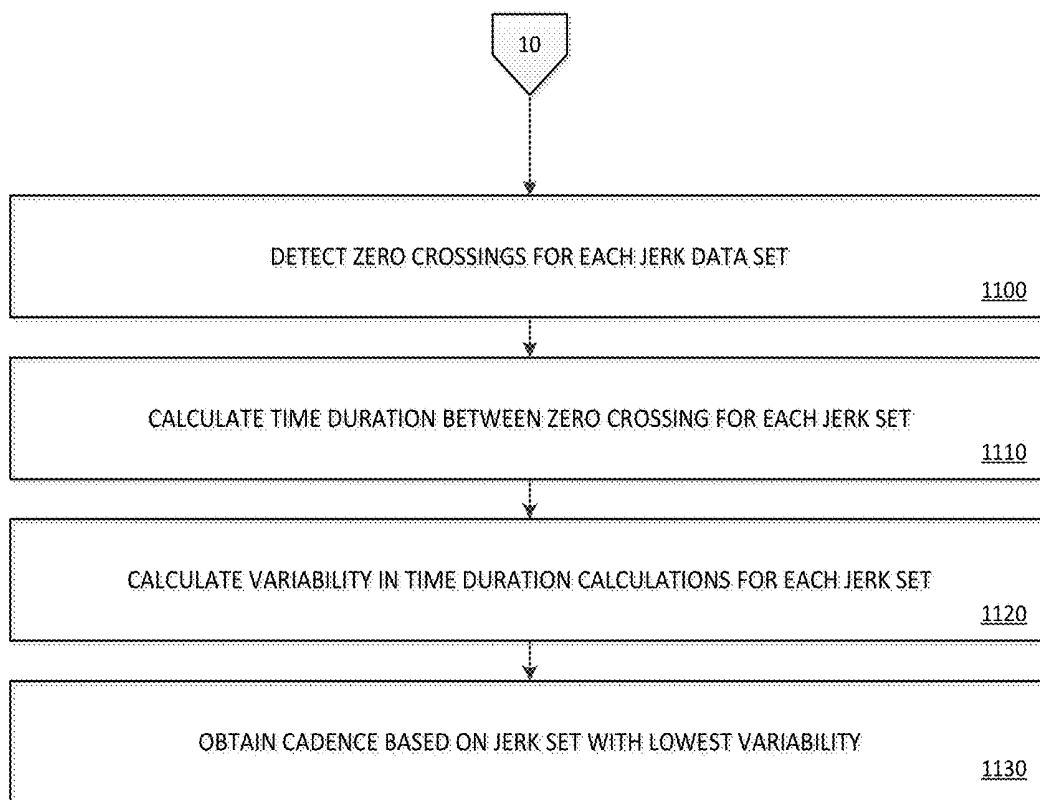 10
DETECT ZERO CROSSINGS FOR EACH JERK DATA SET
1100
CALCULATE TIME DURATION BETWEEN ZERO CROSSING FOR EACH JERK SET
1110
CALCULATE VARIABILITY IN TIME DURATION CALCULATIONS FOR EACH JERK SET
1120
OBTAIN CADENCE BASED ON JERK SET WITH LOWEST VARIABILITY
1130